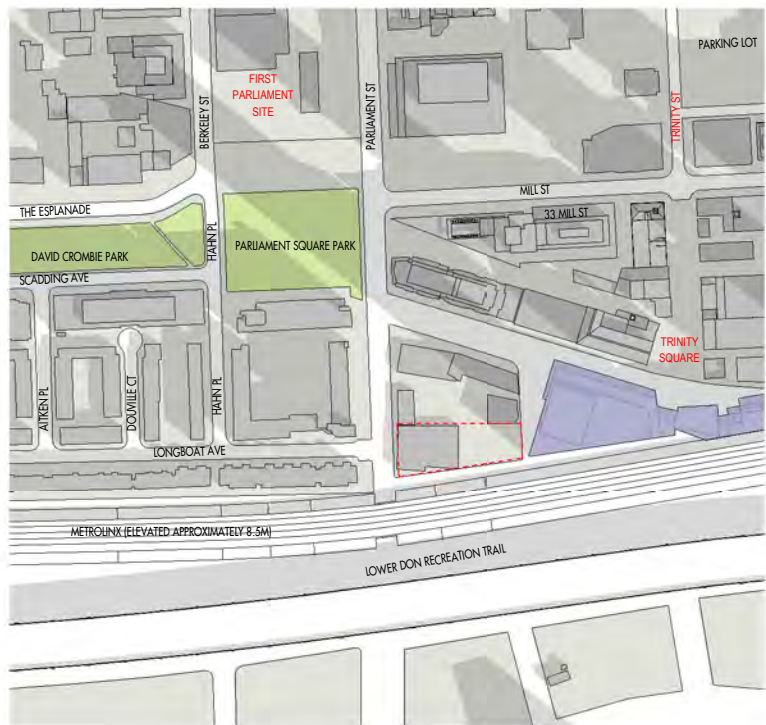 PARKING LOT
FIRST
PARLIAMENT
SITE
BERKELEY ST
PARLIAMENT ST
TRINITY ST
MILL ST
THE ESPLANADE
33 MILL ST
HAHN PL
PARLIAMENT SQUARE PARK
DAVID CROMBIE PARK
SCADDING AVE
TRINITY
SQUARE
AITKEN PL
DOUVILLE CT
HAHN PL
LONGBOAT AVE
METROLINX (ELEVATED APPROXIMATELY 8.5M)
LOWER DON RECREATION TRAIL